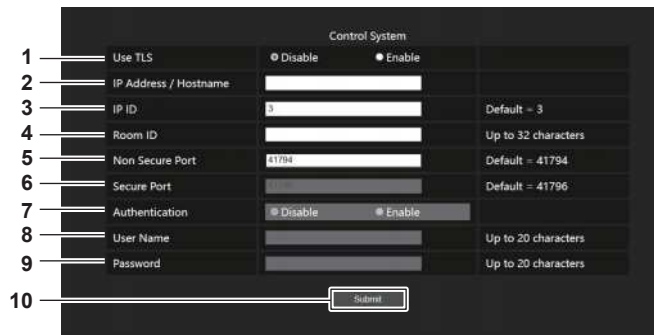 Control System
1 Use TLS Disable Enable
2 IP Address / Hostname
3 IP ID 3 Default = 3
4 Room ID Up to 32 characters
5 Non Secure Port 41794 Default = 41794
6 Secure Port Default = 41796
7 Authentication Disable Enable
8 User Name Up to 20 characters
9 Password Up to 20 characters
10 Submit